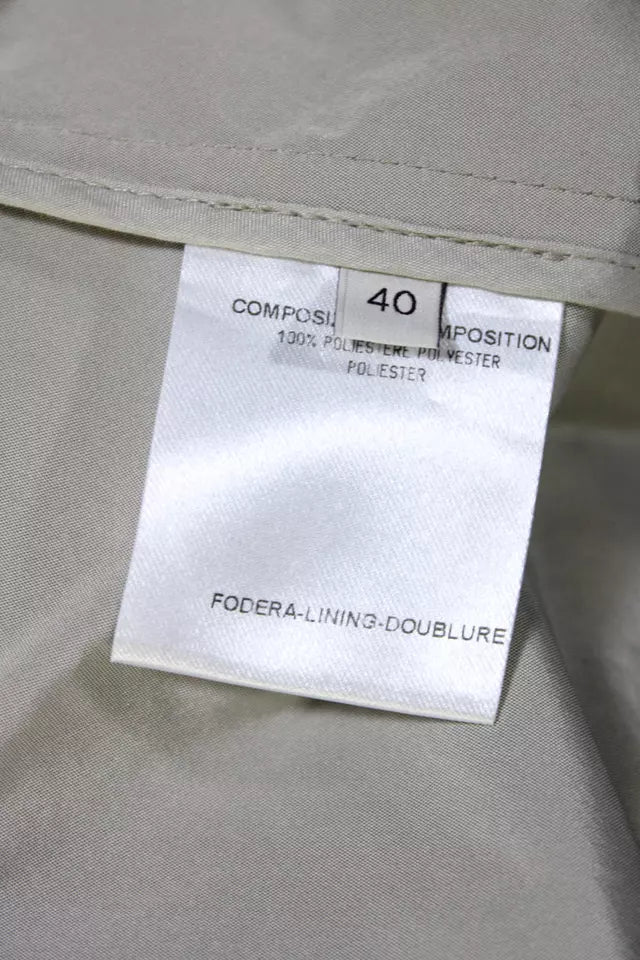 40
COMPOSI MPOSITION
100% POLIESTERE POLYESTER
POLIESTER
FODERA-LINING-DOUBLURE